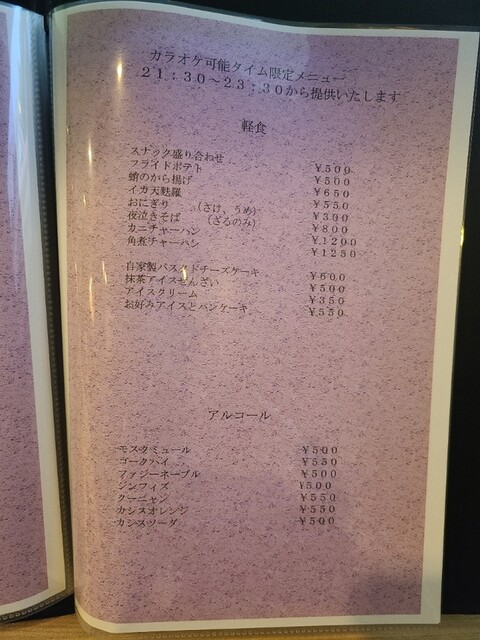 カラオケ可能タイム限定メニュー
21:30~23:30から提供いたします
軽食
スナック盛り合わせ ¥500
フライドポテト ¥500
蛸のから揚げ ¥650
イカ天麩羅 ¥550
おにぎり (さけ、うめ) ¥300
夜泣きそば (ざるのみ) ¥800
カニチャーハン ¥1200
角煮チャーハン ¥1250
自家製バスクドチーズケーキ ¥600
抹茶アイスぜんざい ¥500
アイスクリーム ¥350
お好みアイスとパンケーキ ¥550
アルコール
モスクミュール ¥500
コークハイ ¥550
ファジーネーブル ¥500
ジンフィズ ¥500
クーニャン ¥550
カシスオレンジ ¥550
カシスソーダ ¥500